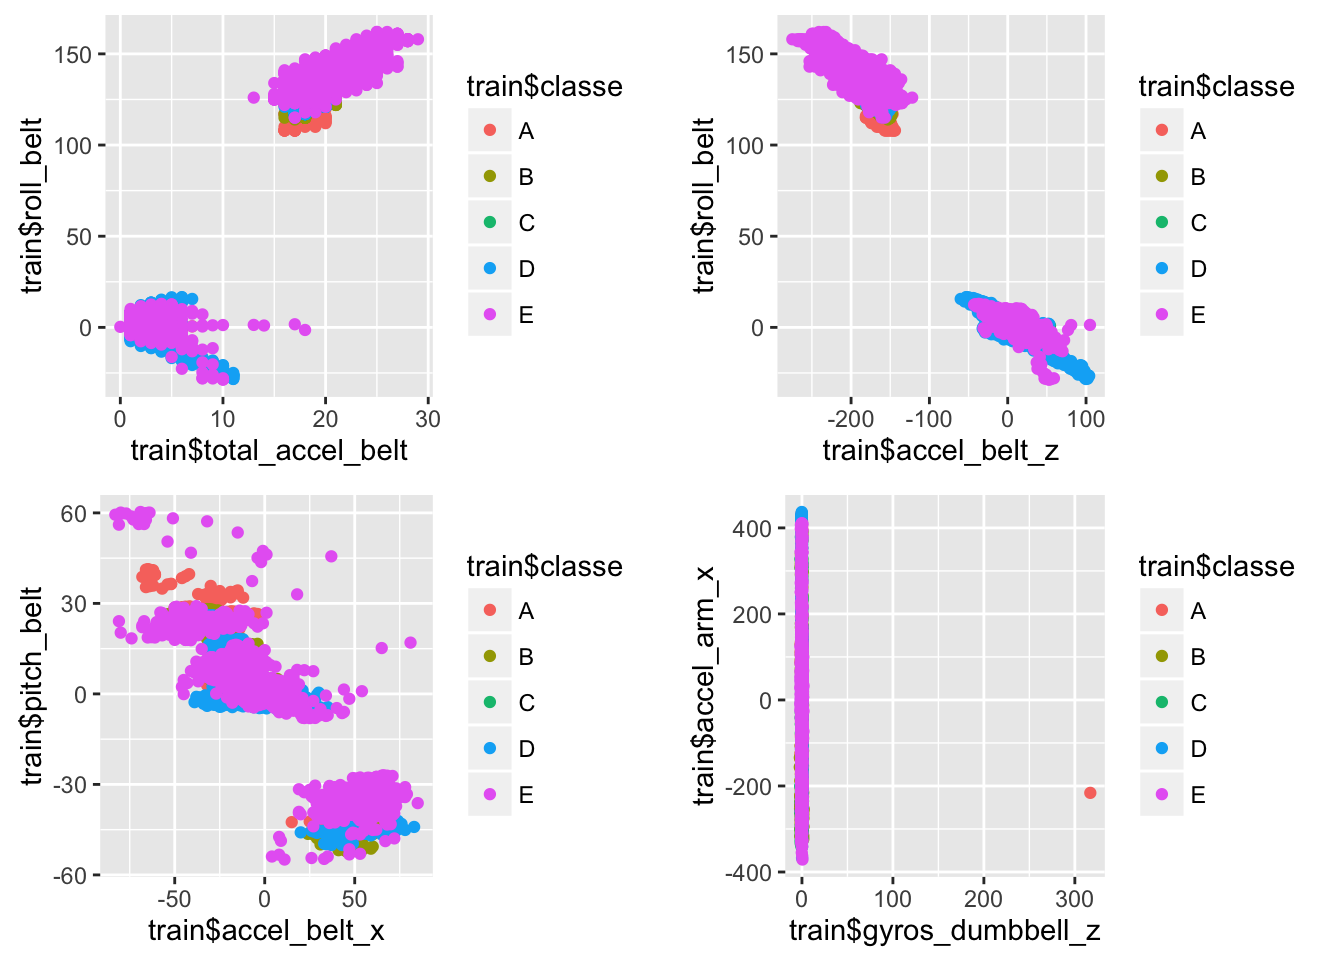 150
100
50
0
train$roll_belt
0 10 20 30
train$total_accel_belt
train$classe
A
B
C
D
E
150
100
50
0
train$roll_belt
-200 -100 0 100
train$accel_belt_z
train$classe
A
B
C
D
E
60
30
0
-30
-60
train$pitch_belt
-50 0 50
train$accel_belt_x
train$classe
A
B
C
D
E
400
200
0
-200
-400
train$accel_arm_x
0 100 200 300
train$gyros_dumbbell_z
train$classe
A
B
C
D
E